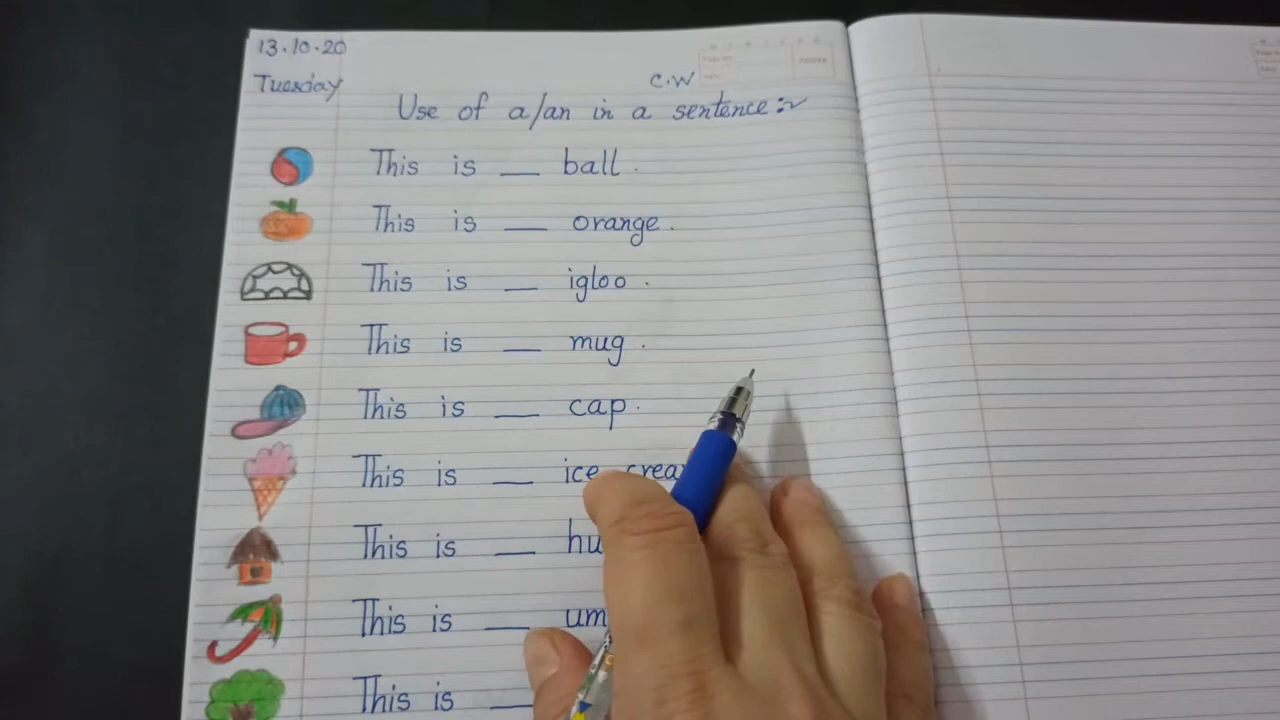 13.10.20
Tuesday
C.W
Use of a/an in a sentence:~
This is __ ball.
This is __ orange.
This is __ igloo.
This is __ mug.
This is __ cap.
This is __ ice
This is __
This is __
This is __